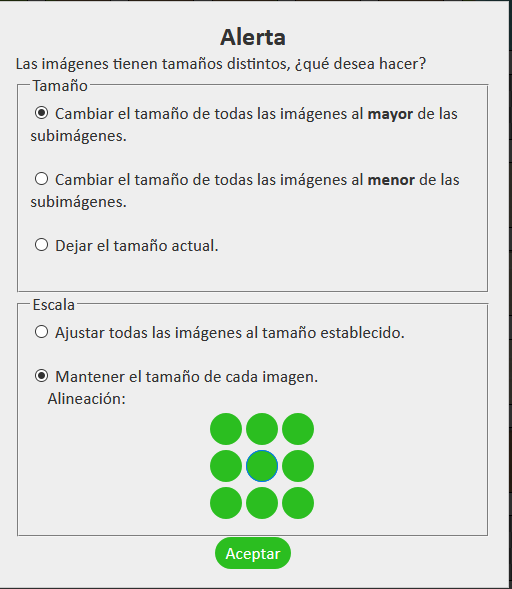 Alerta
Las imágenes tienen tamaños distintos, ¿qué desea hacer?
Tamaño
Cambiar el tamaño de todas las imágenes al mayor de las
subimágenes.
Cambiar el tamaño de todas las imágenes al menor de las
subimágenes.
Dejar el tamaño actual.
Escala
Ajustar todas las imágenes al tamaño establecido.
Mantener el tamaño de cada imagen.
Alineación:
Aceptar